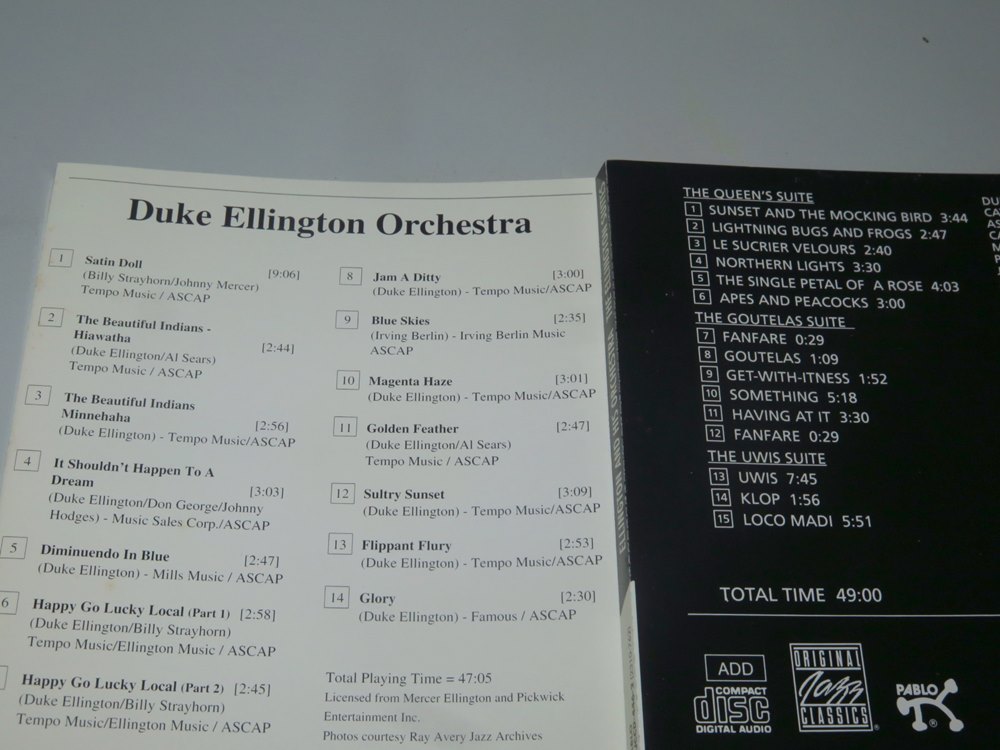 Duke Ellington Orchestra
1 Satin Doll [9:06]
(Billy Strayhorn/Johnny Mercer)
Tempo Music / ASCAP
2 The Beautiful Indians -
Hiawatha [2:44]
(Duke Ellington/Al Sears)
Tempo Music / ASCAP
3 The Beautiful Indians
Minnehaha [2:56]
(Duke Ellington) - Tempo Music/ASCAP
4 It Shouldn't Happen To A
Dream [3:03]
(Duke Ellington/Don George/Johnny
Hodges) - Music Sales Corp./ASCAP
5 Diminuendo In Blue [2:47]
(Duke Ellington) - Mills Music / ASCAP
6 Happy Go Lucky Local (Part 1) [2:58]
(Duke Ellington/Billy Strayhorn)
Tempo Music/Ellington Music / ASCAP
Happy Go Lucky Local (Part 2) [2:45]
(Duke Ellington/Billy Strayhorn)
Tempo Music/Ellington Music / ASCAP
8 Jam A Ditty [3:00]
(Duke Ellington) - Tempo Music/ASCAP
9 Blue Skies [2:35]
(Irving Berlin) - Irving Berlin Music
ASCAP
10 Magenta Haze [3:01]
(Duke Ellington) - Tempo Music/ASCAP
11 Golden Feather [2:47]
(Duke Ellington/Al Sears)
Tempo Music / ASCAP
12 Sultry Sunset [3:09]
(Duke Ellington) - Tempo Music/ASCAP
13 Flippant Flury [2:53]
(Duke Ellington) - Tempo Music/ASCAP
14 Glory [2:30]
(Duke Ellington) - Famous / ASCAP
Total Playing Time = 47:05
Licensed from Mercer Ellington and Pickwick
Entertainment Inc.
Photos courtesy Ray Avery Jazz Archives
THE QUEEN'S SUITE
1 SUNSET AND THE MOCKING BIRD 3:44
2 LIGHTNING BUGS AND FROGS 2:47
3 LE SUCRIER VELOURS 2:40
4 NORTHERN LIGHTS 3:30
5 THE SINGLE PETAL OF A ROSE 4:03
6 APES AND PEACOCKS 3:00
THE GOUTELAS SUITE
7 FANFARE 0:29
8 GOUTELAS 1:09
9 GET-WITH-ITNESS 1:52
10 SOMETHING 5:18
11 HAVING AT IT 3:30
12 FANFARE 0:29
THE UWIS SUITE
13 UWIS 7:45
14 KLOP 1:56
15 LOCO MADI 5:51
TOTAL TIME 49:00
ADD
COMPACT
disc
DIGITAL AUDIO
ORIGINAL
Jazz
CLASSICS
®
PABLO
®